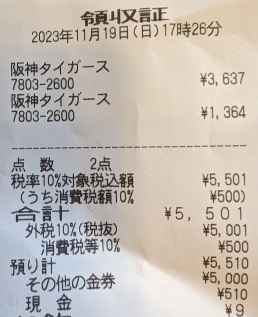 領収証
2023年11月19日(日)17時26分
阪神タイガース
7803-2600 ¥3,637
阪神タイガース
7803-2600 ¥1,364
点 数 2点
税率10%対象税込額 ¥5,501
(うち消費税額10% ¥500)
合計 ¥5,501
外税10%(税抜) ¥5,001
消費税等10% ¥500
預り計 ¥5,510
その他の金券 ¥5,000
現 金 ¥510
¥9